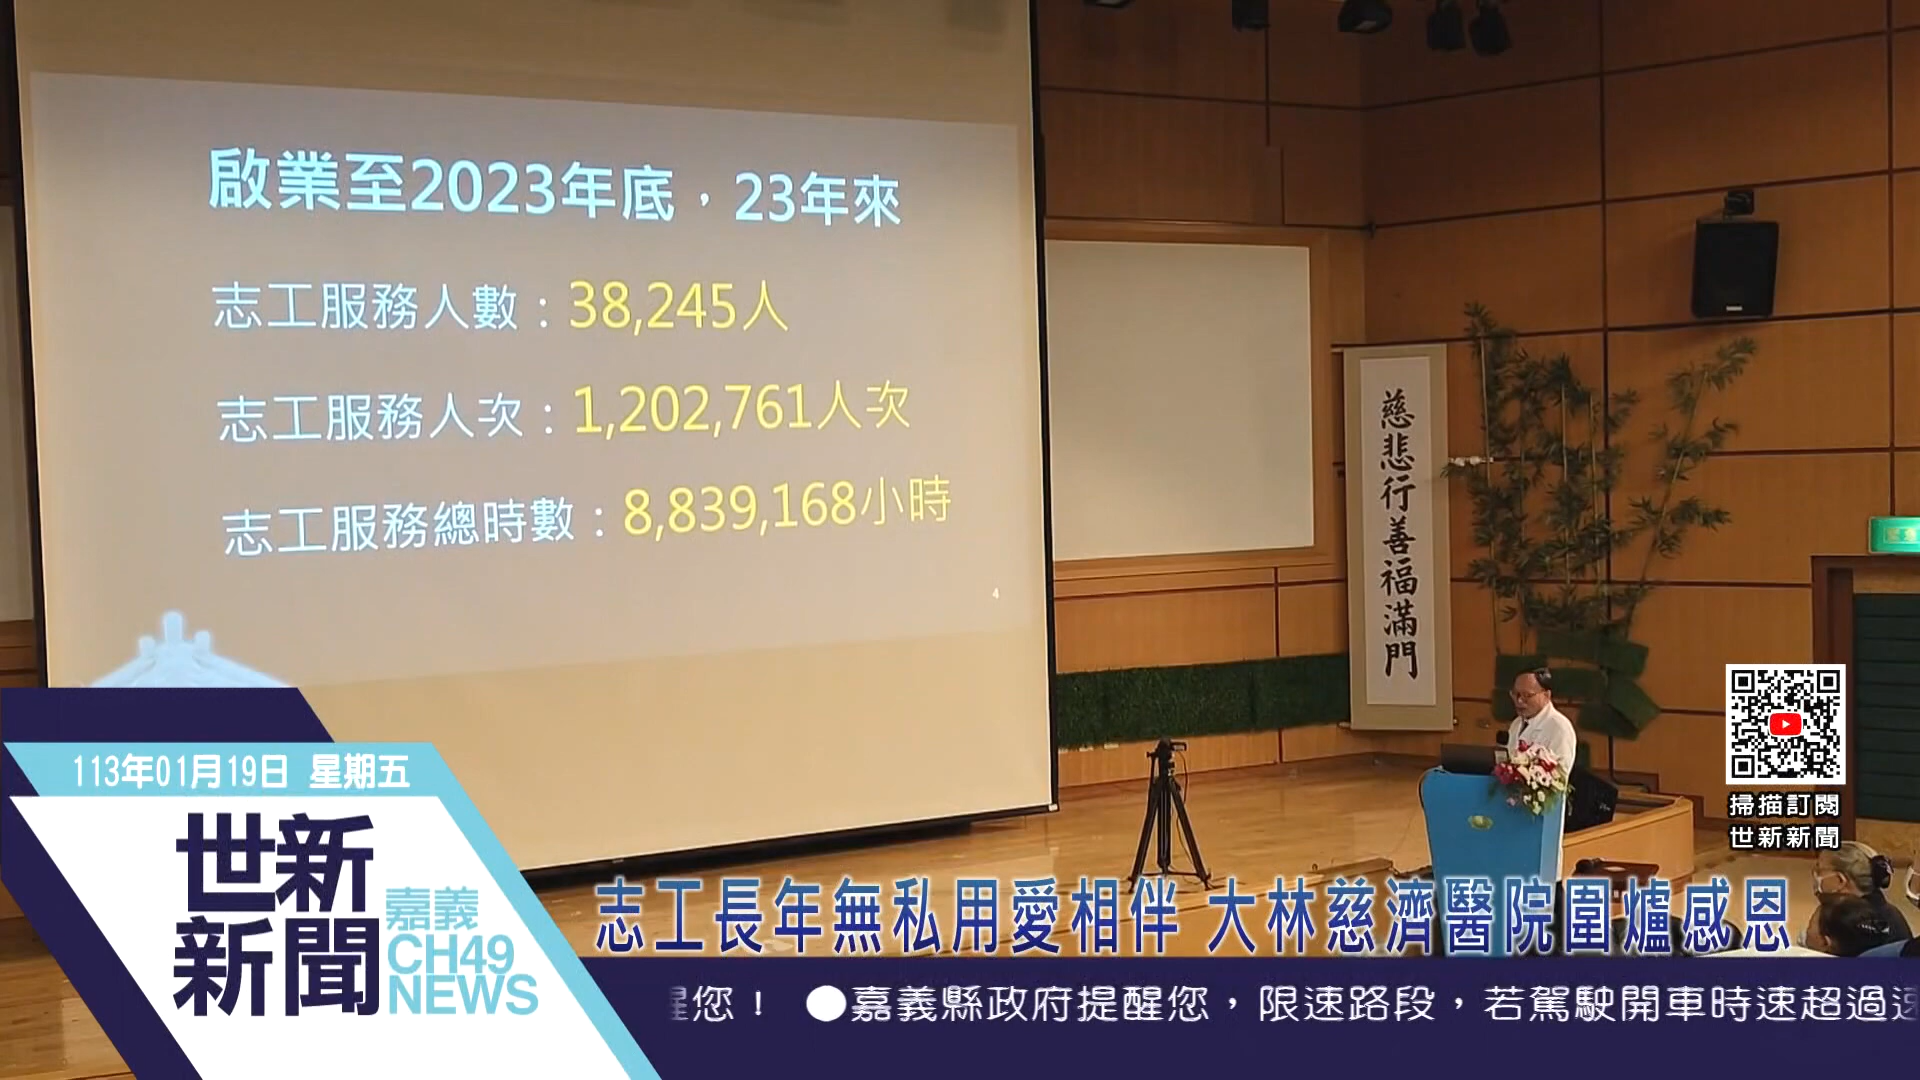 啟業至2023年底，23年來
志工服務人數：38,245人
志工服務人次：1,202,761人次
志工服務總時數：8,839,168小時
4
慈悲行善福滿門
掃描訂閱
世新新聞
113年01月19日 星期五
世新
新聞
嘉義
CH49
NEWS
志工長年無私用愛相伴 大林慈濟醫院圍爐感恩
醒您！ ●嘉義縣政府提醒您，限速路段，若駕駛開車時速超過速